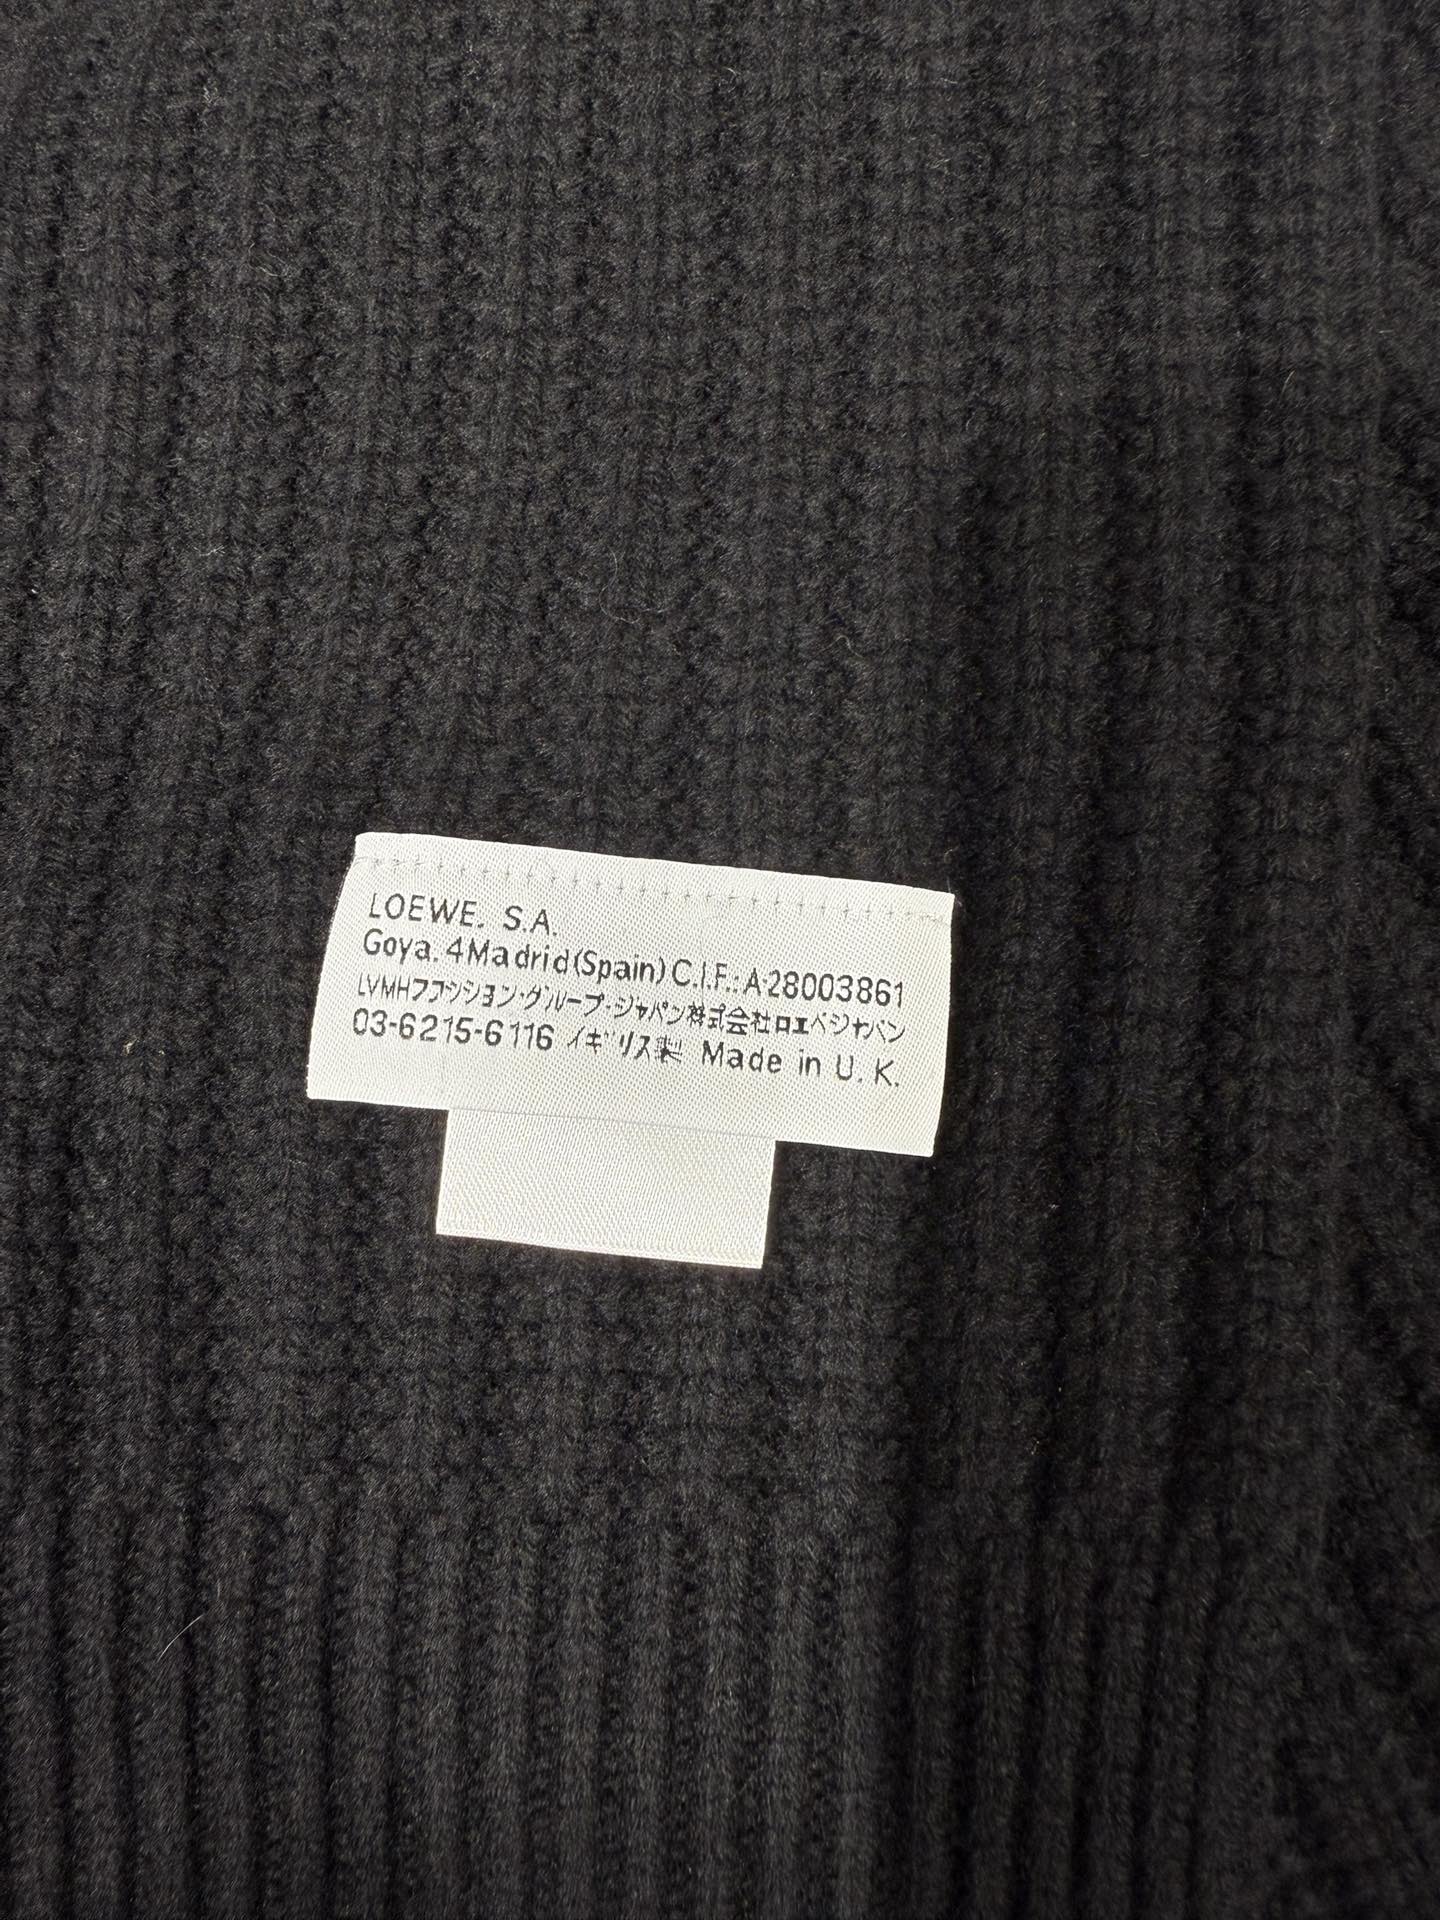 LOEWE. S.A.
Goya. 4 Madrid (Spain) C.I.F.: A-28003861
LVMHファッション・グループ・ジャパン株式会社ロエベジャパン
03-6215-6116 イギリス製 Made in U.K.